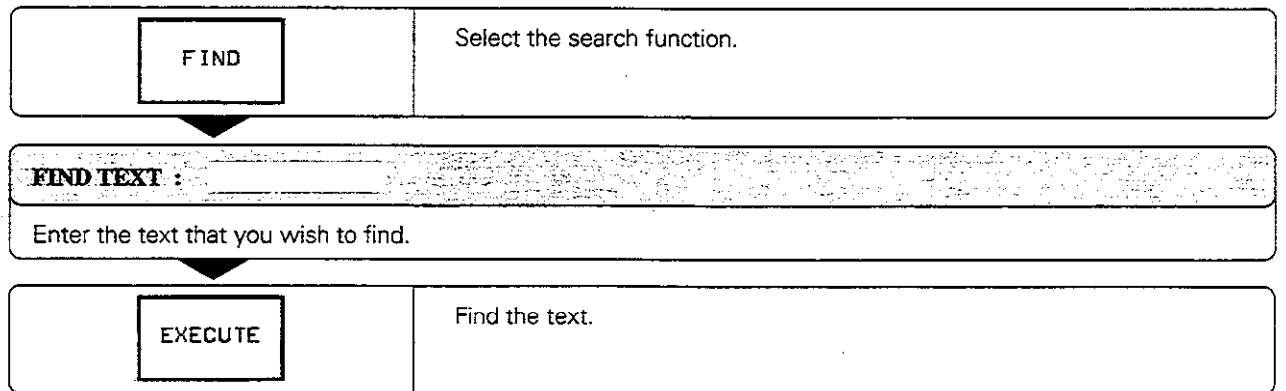 FIND
Select the search function.
FIND TEXT :
Enter the text that you wish to find.
EXECUTE
Find the text.